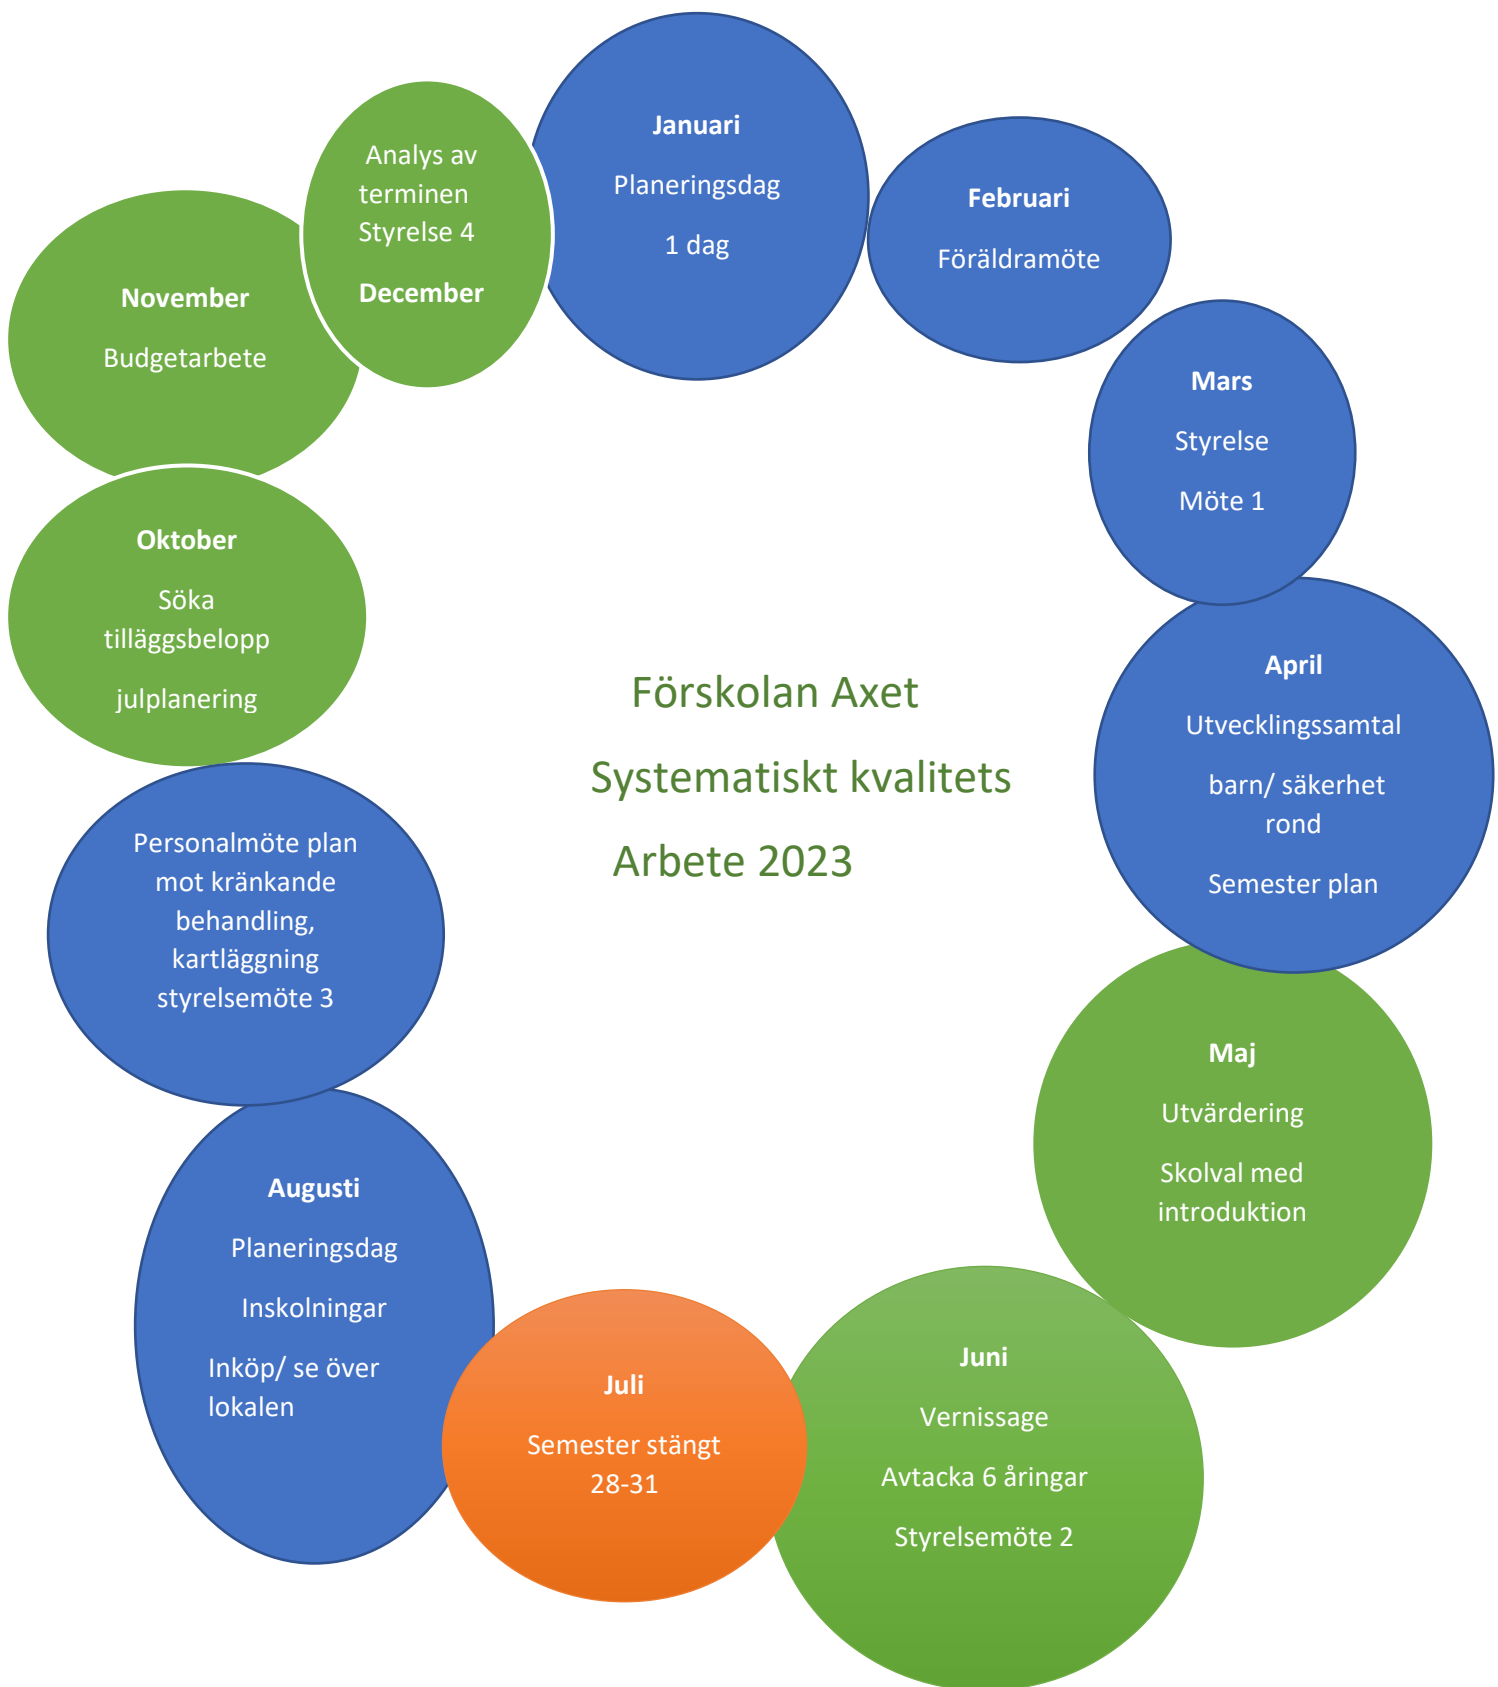 Januari
Planeringsdag
1 dag
Februari
Föräldramöte
Mars
Styrelse
Möte 1
April
Utvecklingssamtal
barn/ säkerhet
rond
Semester plan
Maj
Utvärdering
Skolval med
introduktion
Juni
Vernissage
Avtacka 6 åringar
Styrelsemöte 2
Juli
Semester stängt
28-31
Augusti
Planeringsdag
Inskolningar
Inköp/ se över
lokalen
Personalmöte plan
mot kränkande
behandling,
kartläggning
styrelsemöte 3
Oktober
Söka
tilläggsbelopp
julplanering
November
Budgetarbete
Analys av
terminen
Styrelse 4
December
Förskolan Axet
Systematiskt kvalitets
Arbete 2023